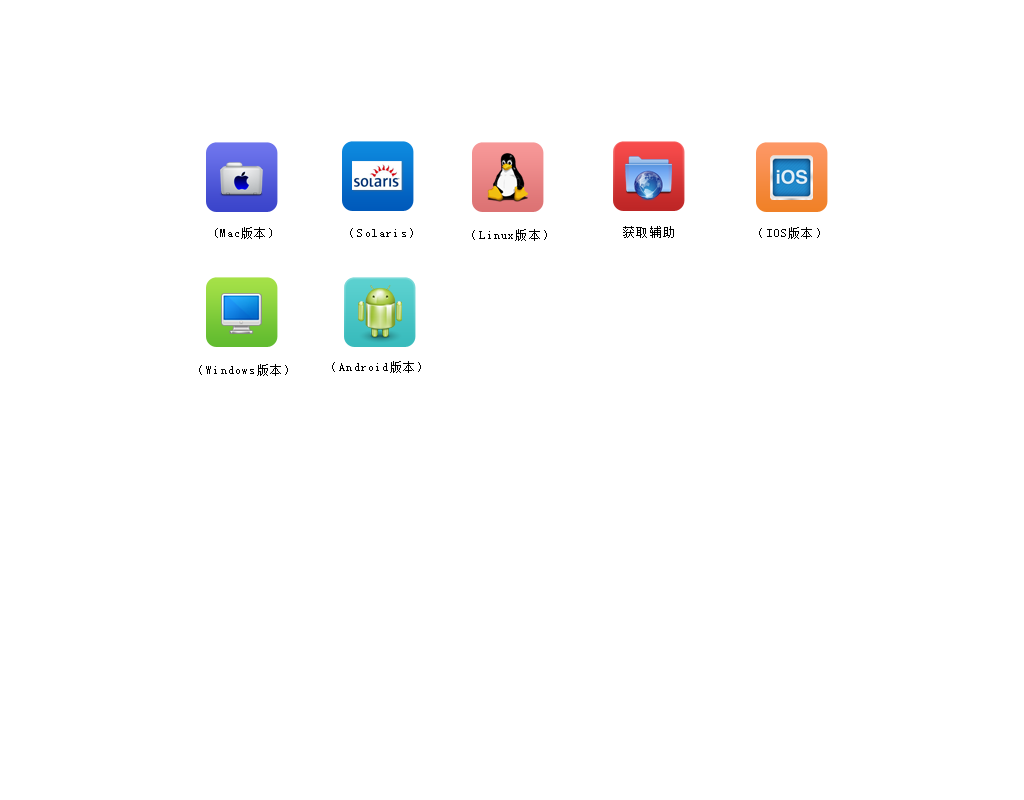 solaris
iOS
（Mac版本）
（Solaris）
（Linux版本）
获取辅助
（IOS版本）
（Windows版本）
（Android版本）